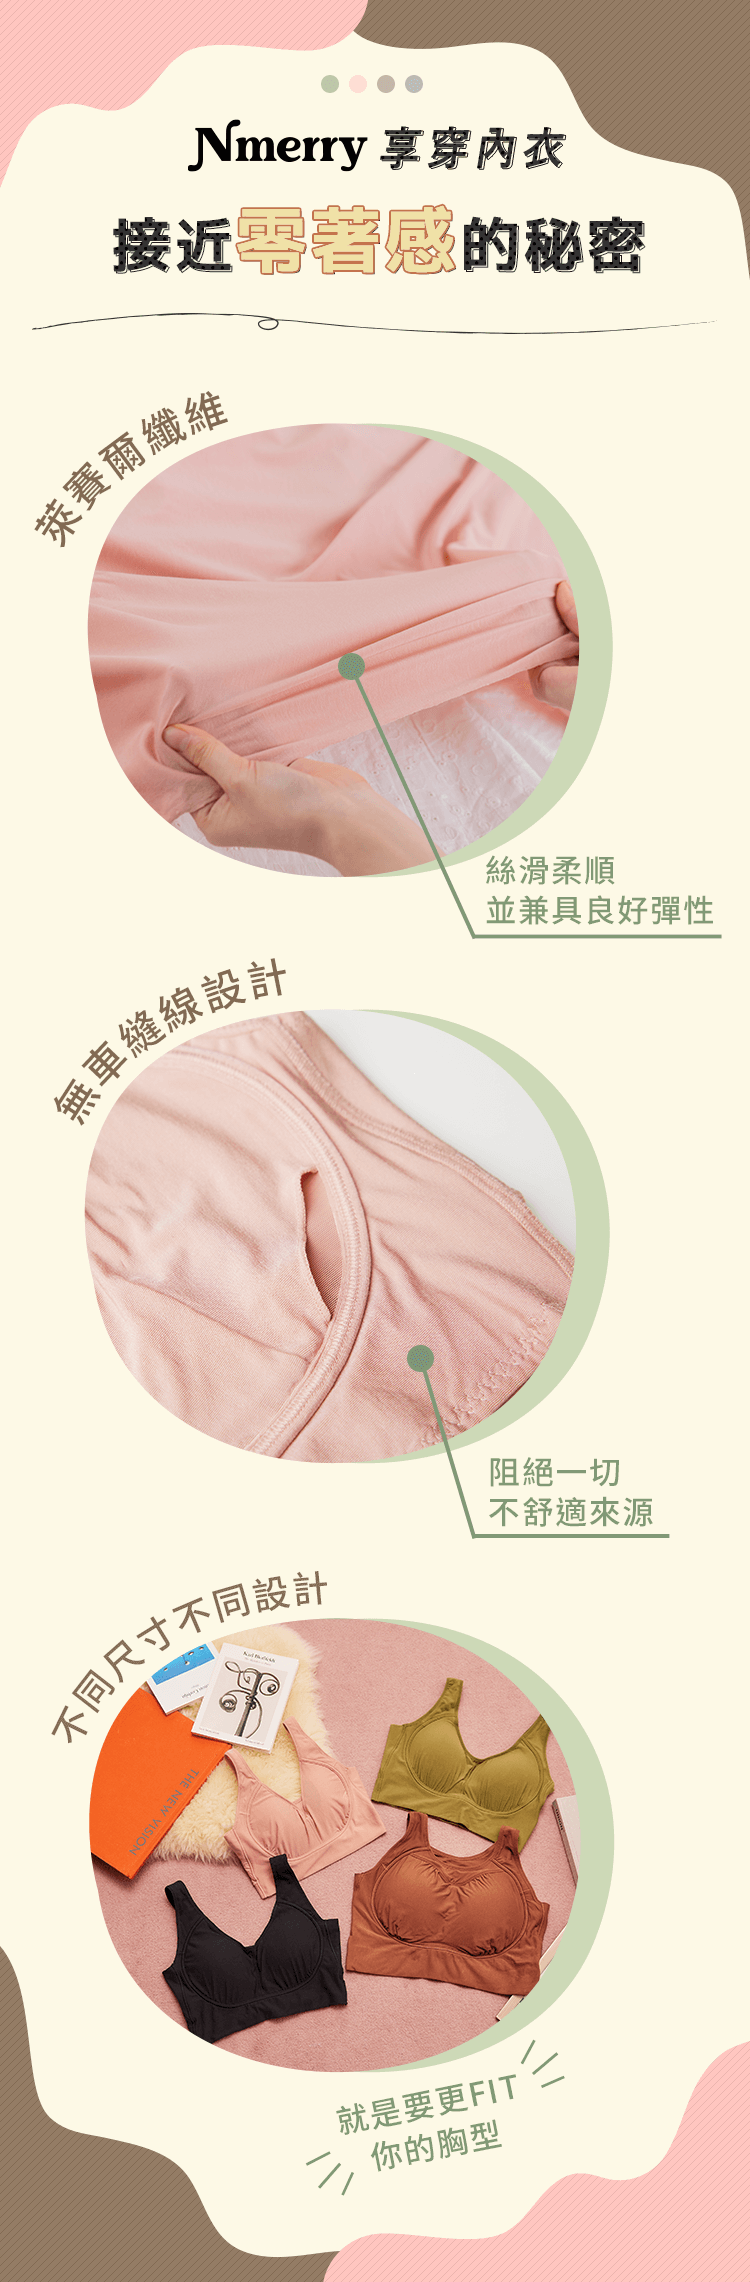 Nmerry 享穿內衣
接近零著感的秘密
萊賽爾纖維
絲滑柔順
並兼具良好彈性
無車縫線設計
阻絕一切
不舒適來源
不同尺寸不同設計
THE NEW VISION
就是要更FIT
你的胸型